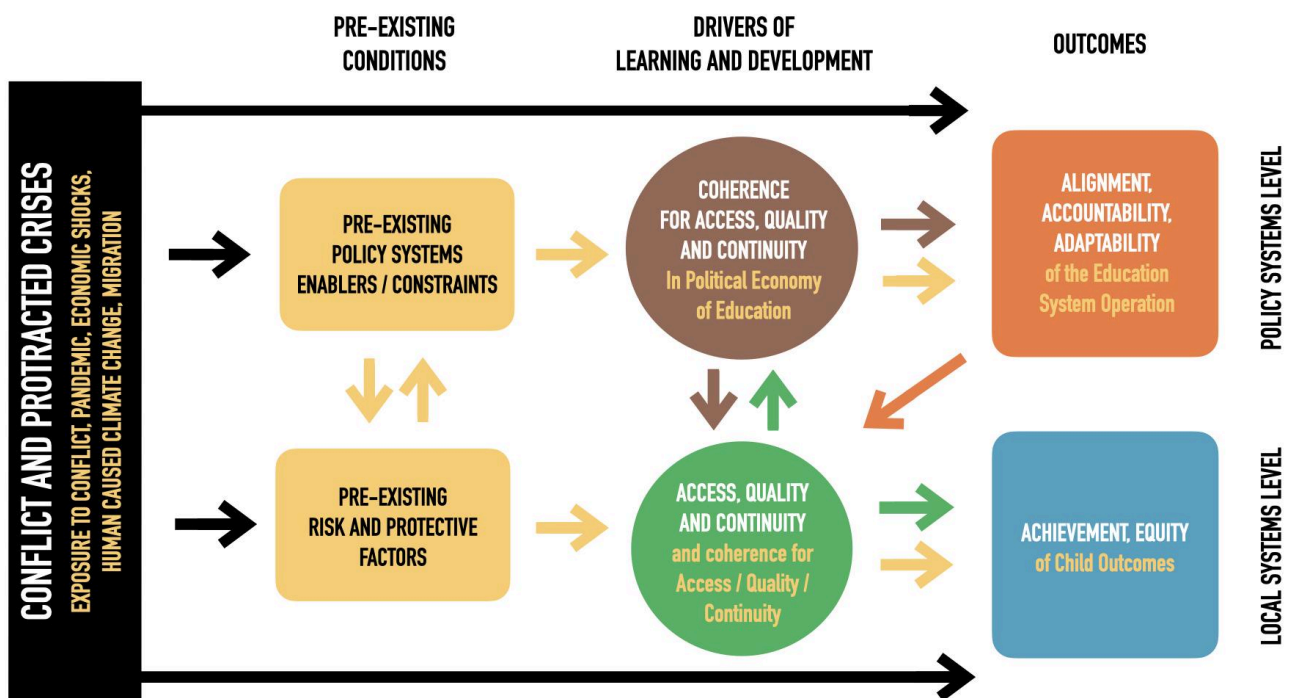 PRE-EXISTING
CONDITIONS
DRIVERS OF
LEARNING AND DEVELOPMENT
OUTCOMES
CONFLICT AND PROTRACTED CRISES
EXPOSURE TO CONFLICT, PANDEMIC, ECONOMIC SHOCKS,
HUMAN CAUSED CLIMATE CHANGE, MIGRATION
PRE-EXISTING
POLICY SYSTEMS
ENABLERS / CONSTRAINTS
COHERENCE
FOR ACCESS, QUALITY
AND CONTINUITY
In Political Economy
of Education
ALIGNMENT,
ACCOUNTABILITY,
ADAPTABILITY
of the Education
System Operation
POLICY SYSTEMS LEVEL
PRE-EXISTING
RISK AND PROTECTIVE
FACTORS
ACCESS, QUALITY
AND CONTINUITY
and coherence for
Access / Quality /
Continuity
ACHIEVEMENT, EQUITY
of Child Outcomes
LOCAL SYSTEMS LEVEL